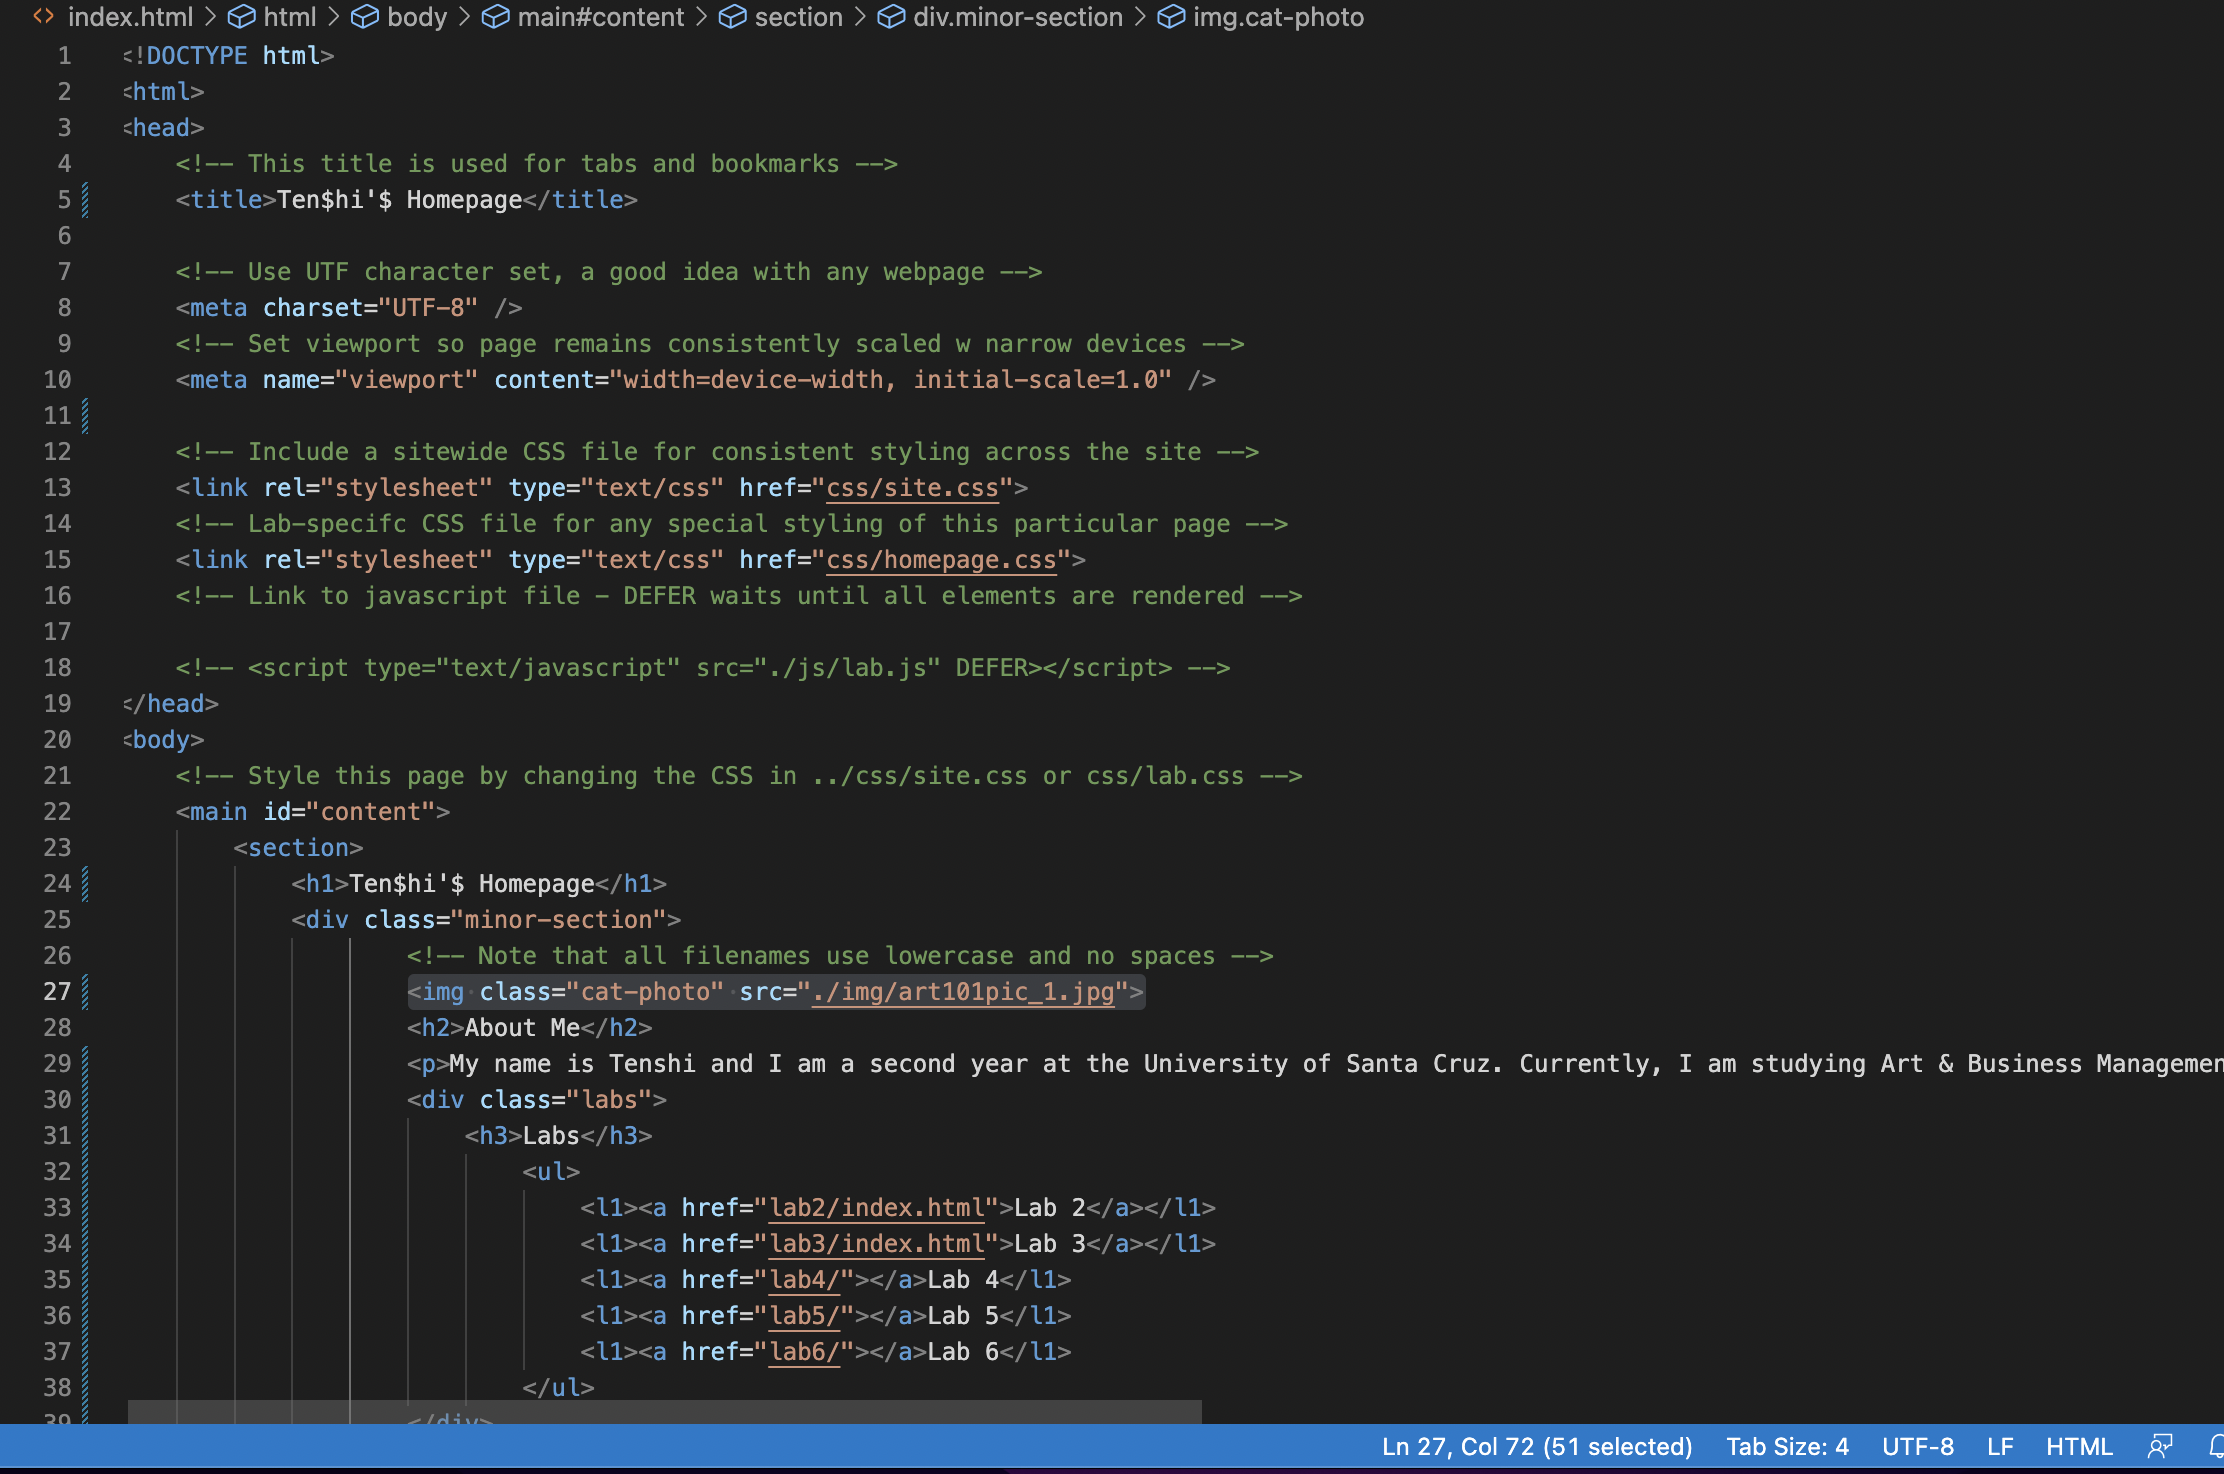 index.html > html > body > main#content > section > div.minor-section > img.cat-photo
1 <!DOCTYPE html>
2 <html>
3 <head>
4 <!-- This title is used for tabs and bookmarks -->
5 <title>Ten$hi'$ Homepage</title>
6
7 <!-- Use UTF character set, a good idea with any webpage -->
8 <meta charset="UTF-8" />
9 <!-- Set viewport so page remains consistently scaled w narrow devices -->
10 <meta name="viewport" content="width=device-width, initial-scale=1.0" />
11
12 <!-- Include a sitewide CSS file for consistent styling across the site -->
13 <link rel="stylesheet" type="text/css" href="css/site.css">
14 <!-- Lab-specifc CSS file for any special styling of this particular page -->
15 <link rel="stylesheet" type="text/css" href="css/homepage.css">
16 <!-- Link to javascript file - DEFER waits until all elements are rendered -->
17
18 <!-- <script type="text/javascript" src="./js/lab.js" DEFER></script> -->
19 </head>
20 <body>
21 <!-- Style this page by changing the CSS in ../css/site.css or css/lab.css -->
22 <main id="content">
23 <section>
24 <h1>Ten$hi'$ Homepage</h1>
25 <div class="minor-section">
26 <!-- Note that all filenames use lowercase and no spaces -->
27 <img class="cat-photo" src="./img/art101pic_1.jpg">
28 <h2>About Me</h2>
29 <p>My name is Tenshi and I am a second year at the University of Santa Cruz. Currently, I am studying Art & Business Managemen
30 <div class="labs">
31 <h3>Labs</h3>
32 <ul>
33 <l1><a href="lab2/index.html">Lab 2</a></l1>
34 <l1><a href="lab3/index.html">Lab 3</a></l1>
35 <l1><a href="lab4/"></a>Lab 4</l1>
36 <l1><a href="lab5/"></a>Lab 5</l1>
37 <l1><a href="lab6/"></a>Lab 6</l1>
38 </ul>
39 </div>
Ln 27, Col 72 (51 selected) Tab Size: 4 UTF-8 LF HTML